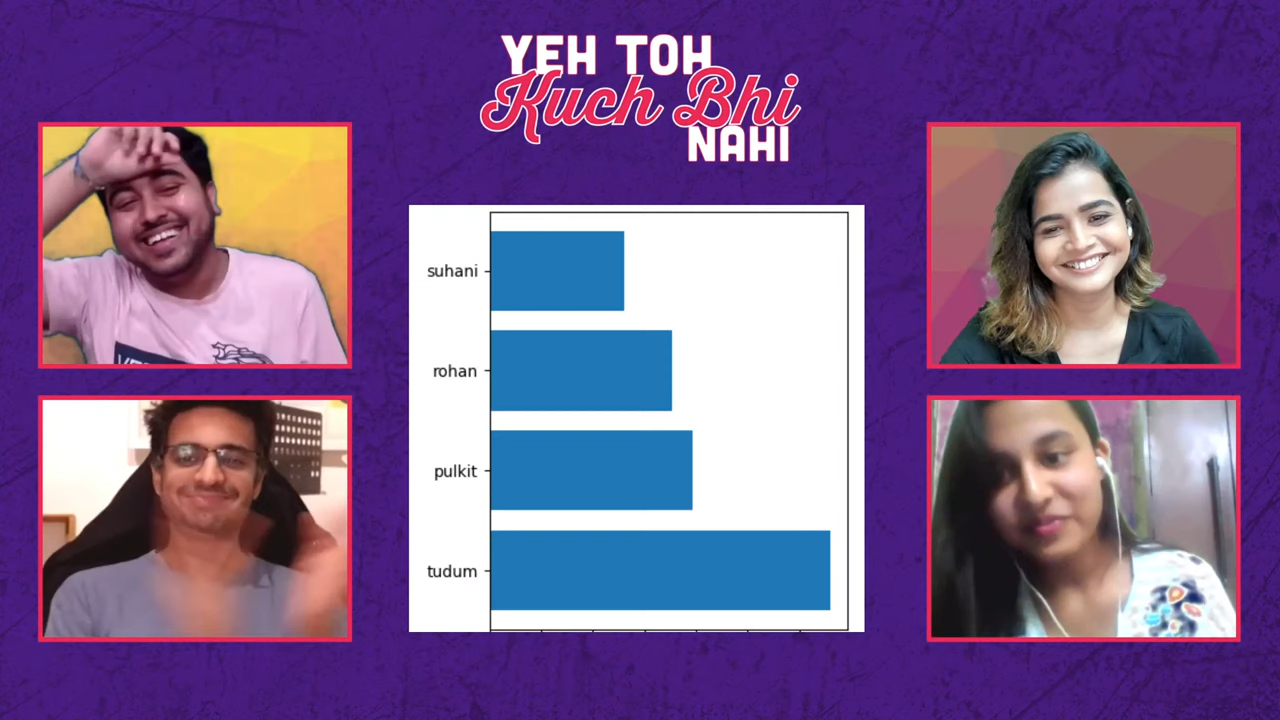 YEH TOH
Kuch Bhi
NAHI
suhani
rohan
pulkit
tudum